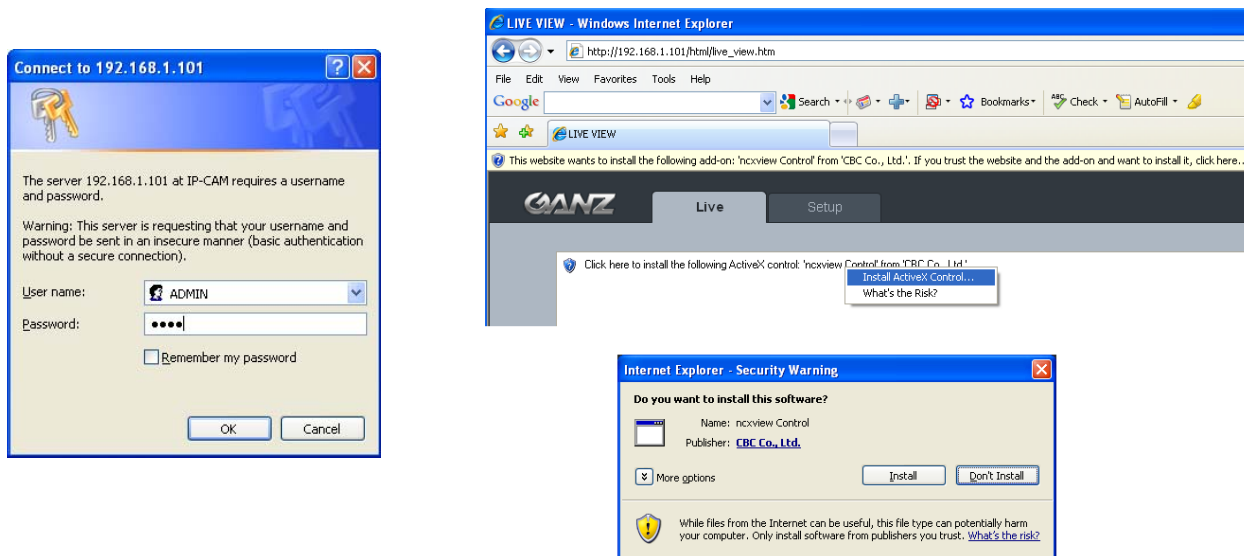 Connect to 192.168.1.101
The server 192.168.1.101 at IP-CAM requires a username
and password.
Warning: This server is requesting that your username and
password be sent in an insecure manner (basic authentication
without a secure connection).
User name:
ADMIN
Password:
Remember my password
OK Cancel
LIVE VIEW - Windows Internet Explorer
http://192.168.1.101/html/live_view.htm
File Edit View Favorites Tools Help
Google Search Bookmarks ABC Check AutoFill
LIVE VIEW
This website wants to install the following add-on: 'ncxview Control' from 'CBC Co., Ltd.'. If you trust the website and the add-on and want to install it, click here..
GANZ Live Setup
Click here to install the following ActiveX control: 'ncxview Control' from 'CBC Co., Ltd.'
Install ActiveX Control...
What's the Risk?
Internet Explorer - Security Warning
Do you want to install this software?
Name: ncxview Control
Publisher: CBC Co., Ltd.
More options Install Don't Install
While files from the Internet can be useful, this file type can potentially harm
your computer. Only install software from publishers you trust. What's the risk?